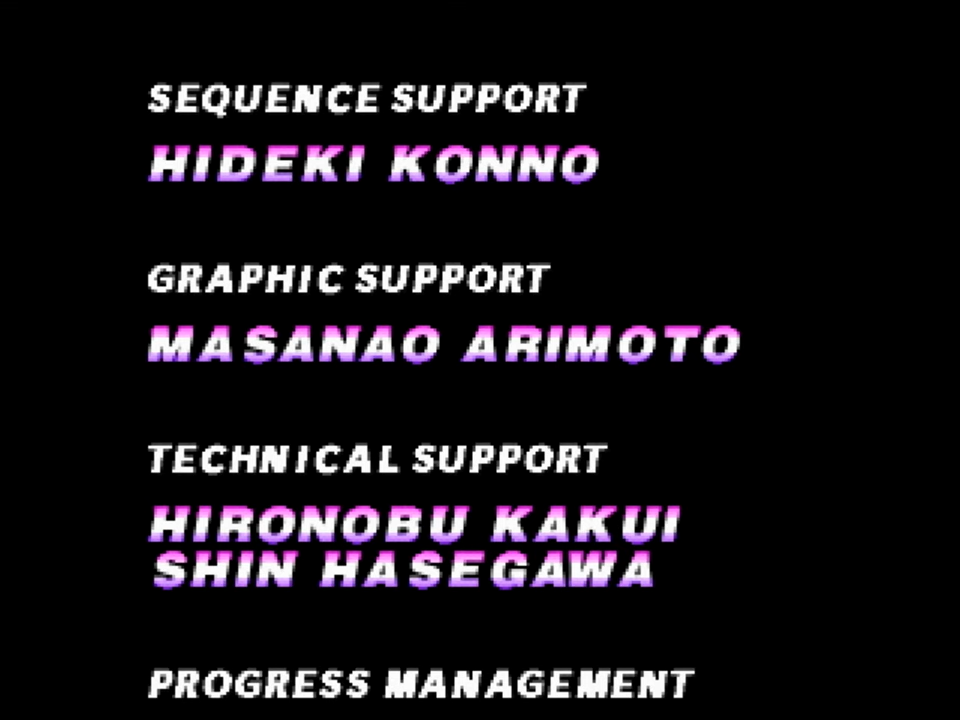 SEQUENCE SUPPORT
HIDEKI KONNO
GRAPHIC SUPPORT
MASANAO ARIMOTO
TECHNICAL SUPPORT
HIRONOBU KAKUI
SHIN HASEGAWA
PROGRESS MANAGEMENT